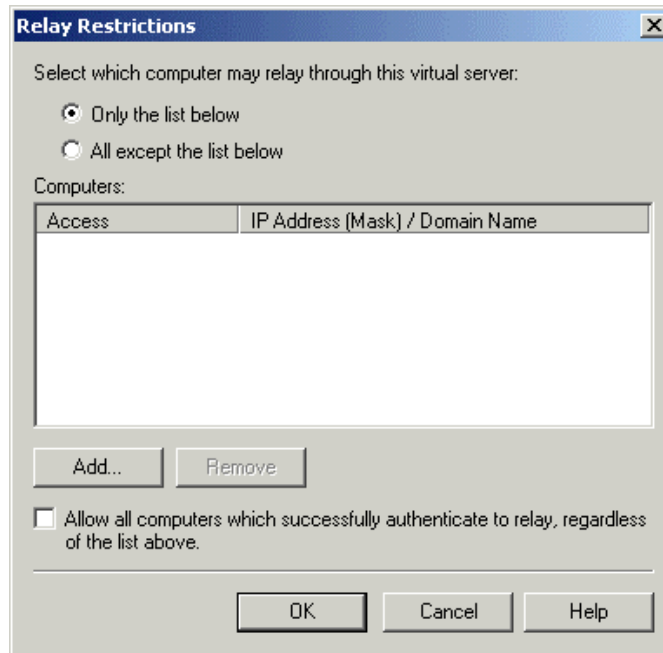 Relay Restrictions
Select which computer may relay through this virtual server:
Only the list below
All except the list below
Computers:
Access IP Address (Mask) / Domain Name
Add... Remove
Allow all computers which successfully authenticate to relay, regardless
of the list above.
OK Cancel Help